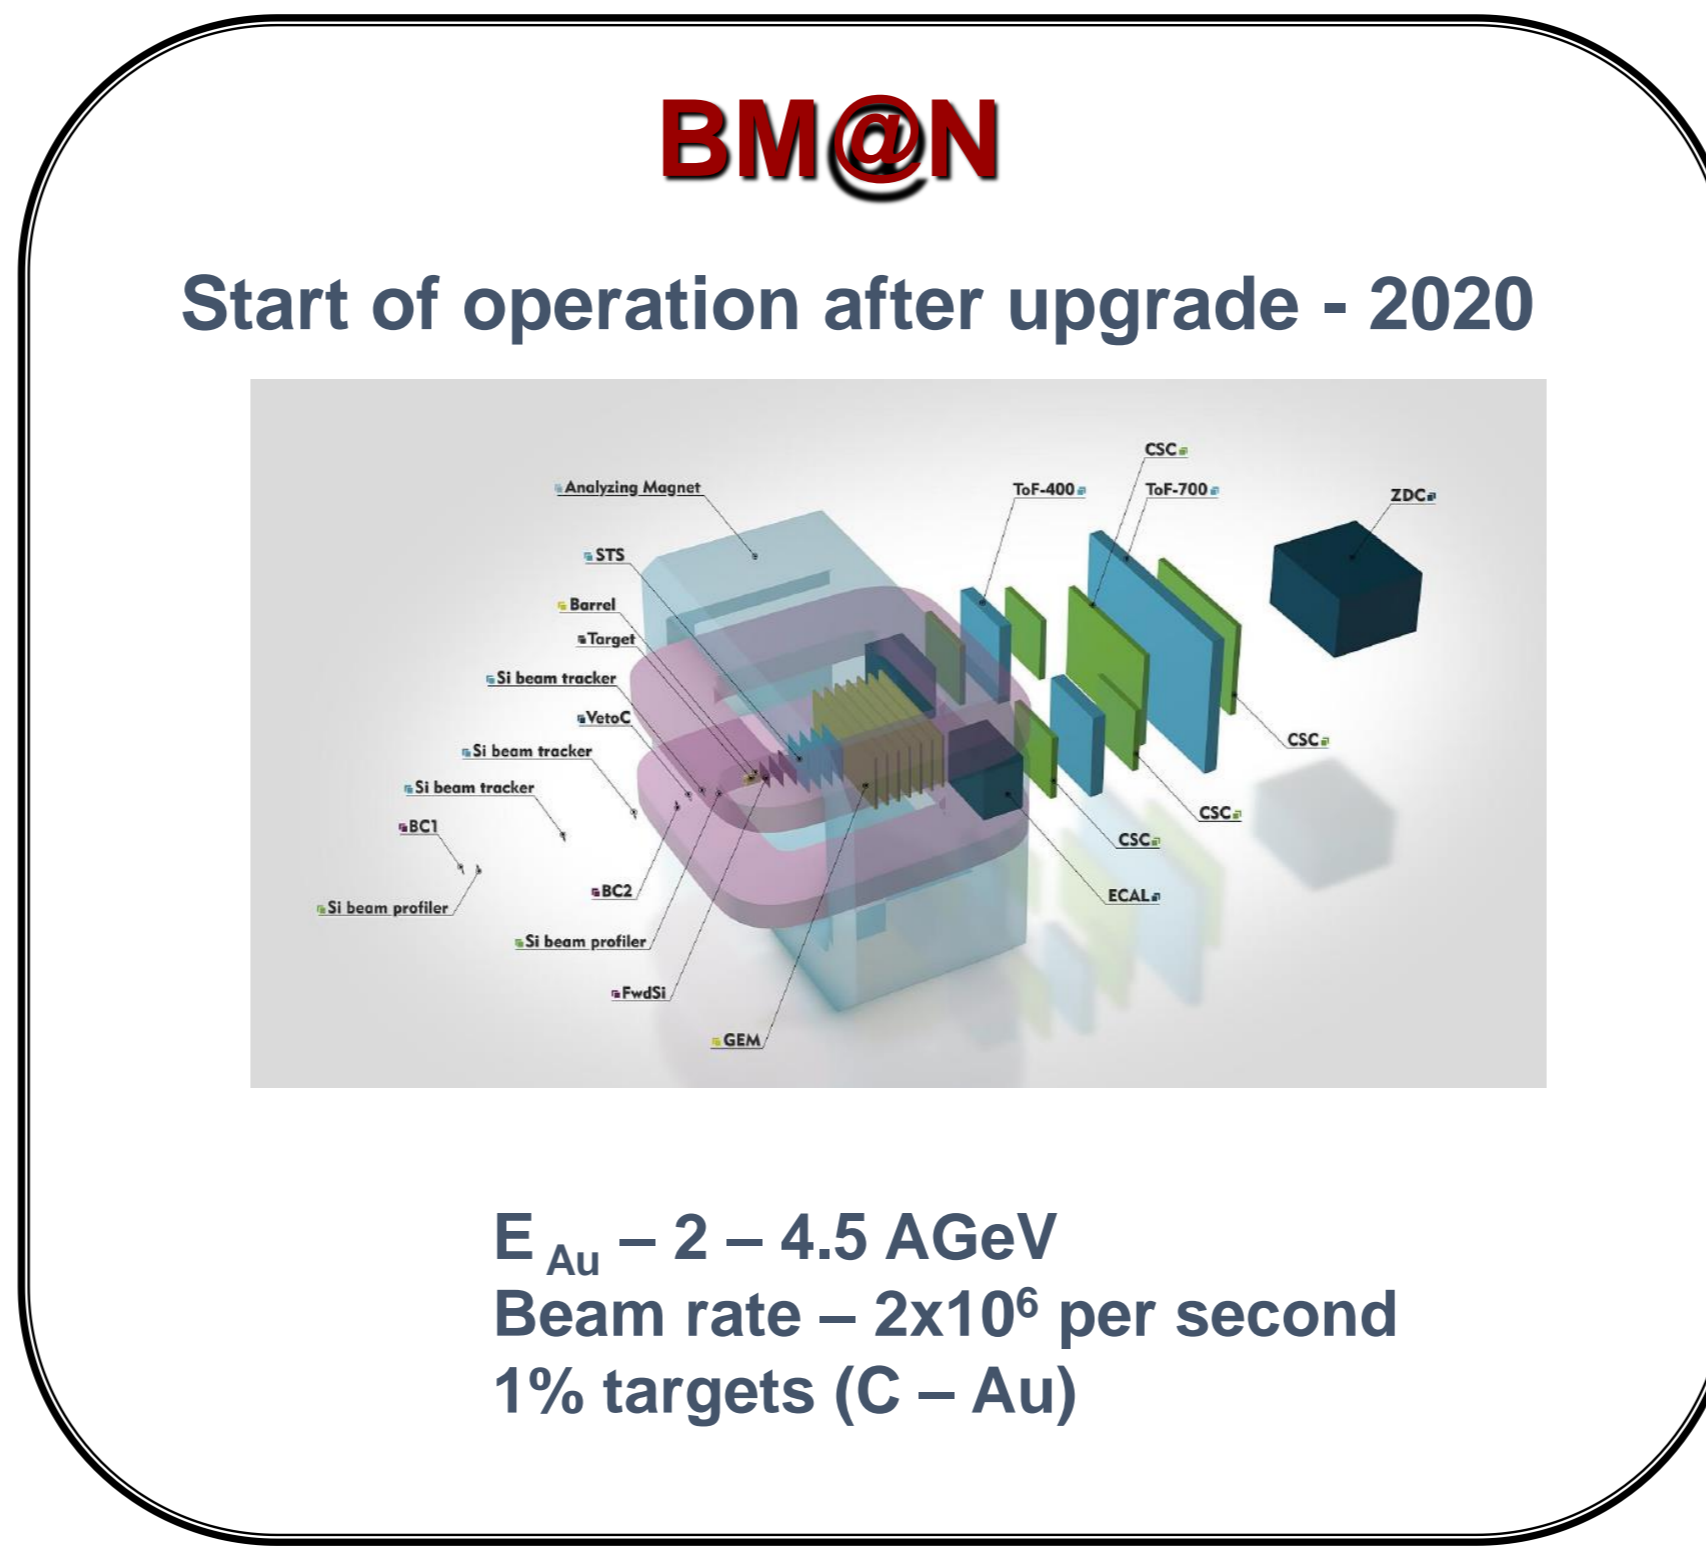 BM@N
Start of operation after upgrade - 2020
CSC
Analyzing Magnet
ToF-400
ToF-700
ZDC
STS
Barrel
Target
Si beam tracker
VetoC
Si beam tracker
CSC
Si beam tracker
CSC
BC1
CSC
BC2
ECAL
Si beam profiler
Si beam profiler
FwdSi
GEM
E Au – 2 – 4.5 AGeV
Beam rate – 2x10⁶ per second
1% targets (C – Au)